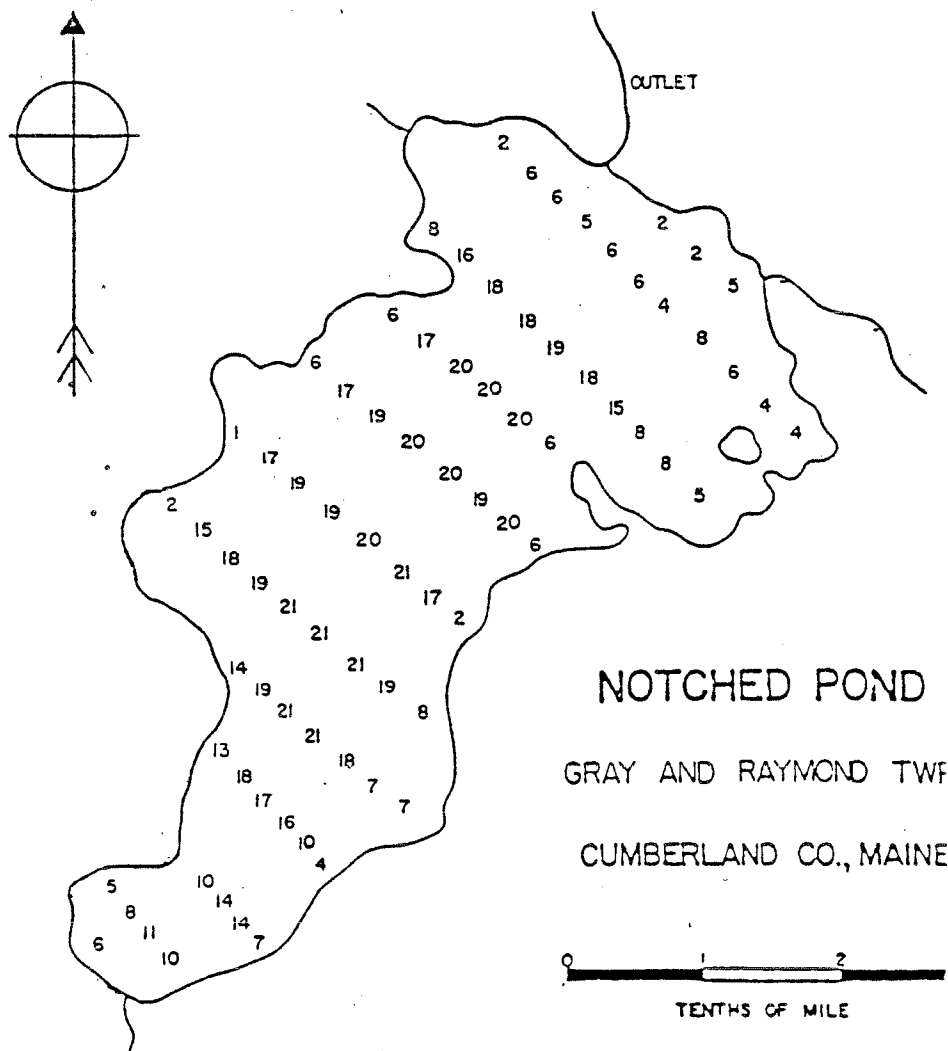 OUTLET
2
6
6
5 2
8 6 2
16 6 5
18 4
6 18 8
17 19
6 20 18 6
17 20 15 4
19 20 8 4
1 20 6
17 20 8
19 19 5
2 19 20
15 20 6
18 21
19 17
21 2
21
14 21
19 19
21 8
21
13 18
18 7
17 7
16
10
4
5 10
8 14
11 14
6 10 7
NOTCHED POND
GRAY AND RAYMOND TWP
CUMBERLAND CO., MAINE
0 1 2
TENTHS OF MILE